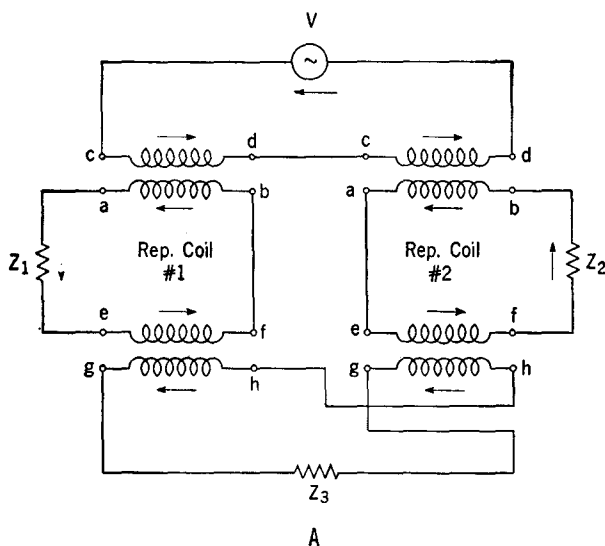 V
~
c d c d
a b a b
Z1 Rep. Coil #1 Rep. Coil #2 Z2
e f e f
g h g h
Z3
A